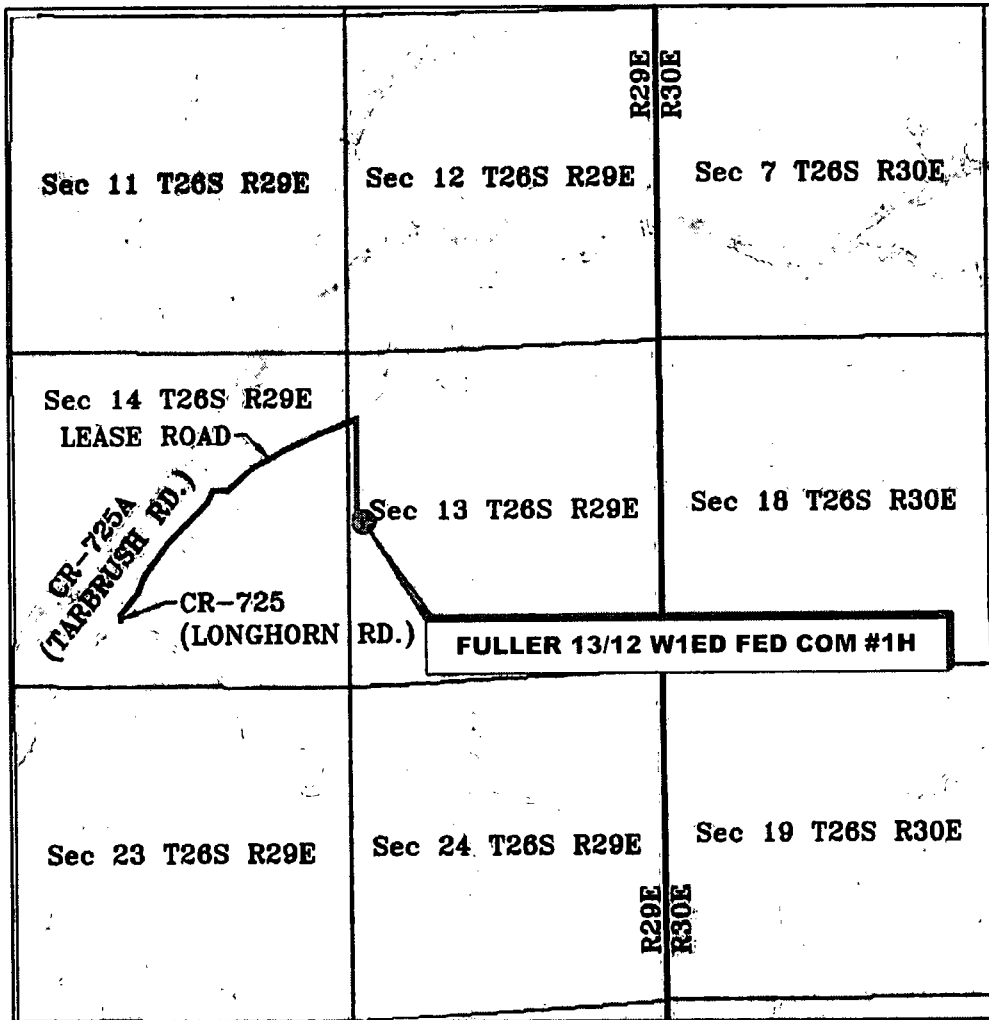 R29E
R30E
Sec 11 T26S R29E
Sec 12 T26S R29E
Sec 7 T26S R30E
Sec 14 T26S R29E
LEASE ROAD
CR-725A
(TARBRUSH RD.)
Sec 13 T26S R29E
Sec 18 T26S R30E
CR-725
(LONGHORN RD.)
FULLER 13/12 W1ED FED COM #1H
Sec 23 T26S R29E
Sec 24 T26S R29E
Sec 19 T26S R30E
R29E
R30E